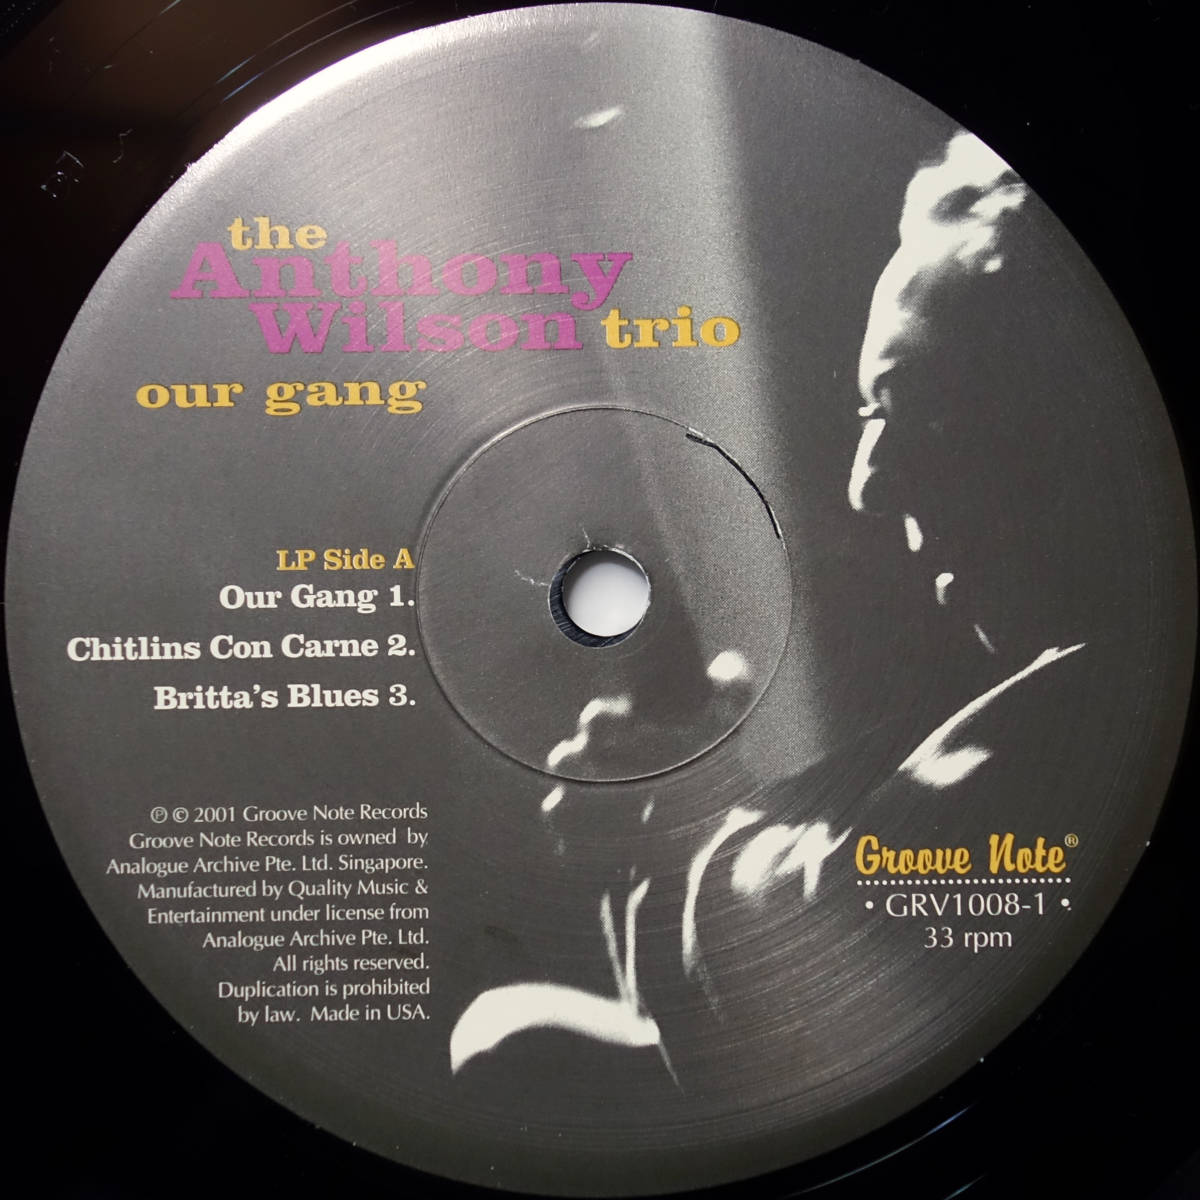 the
Anthony
Wilson trio
our gang
LP Side A
Our Gang 1.
Chitlins Con Carne 2.
Britta's Blues 3.
℗ © 2001 Groove Note Records
Groove Note Records is owned by
Analogue Archive Pte. Ltd. Singapore.
Manufactured by Quality Music &
Entertainment under license from
Analogue Archive Pte. Ltd.
All rights reserved.
Duplication is prohibited
by law. Made in USA.
Groove Note®
• GRV1008-1 •
33 rpm